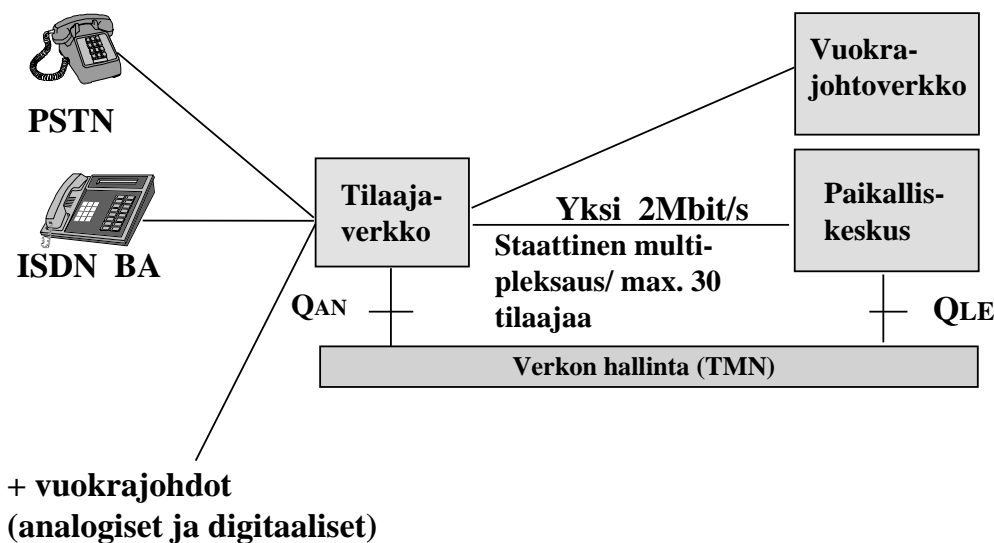 PSTN
ISDN BA
Tilaaja-
verkko
Vuokra-
johtoverkko
Yksi 2Mbit/s
Staattinen multi-
pleksaus/ max. 30
tilaajaa
Paikallis-
keskus
QAN
QLE
Verkon hallinta (TMN)
+ vuokrajohdot
(analogiset ja digitaaliset)